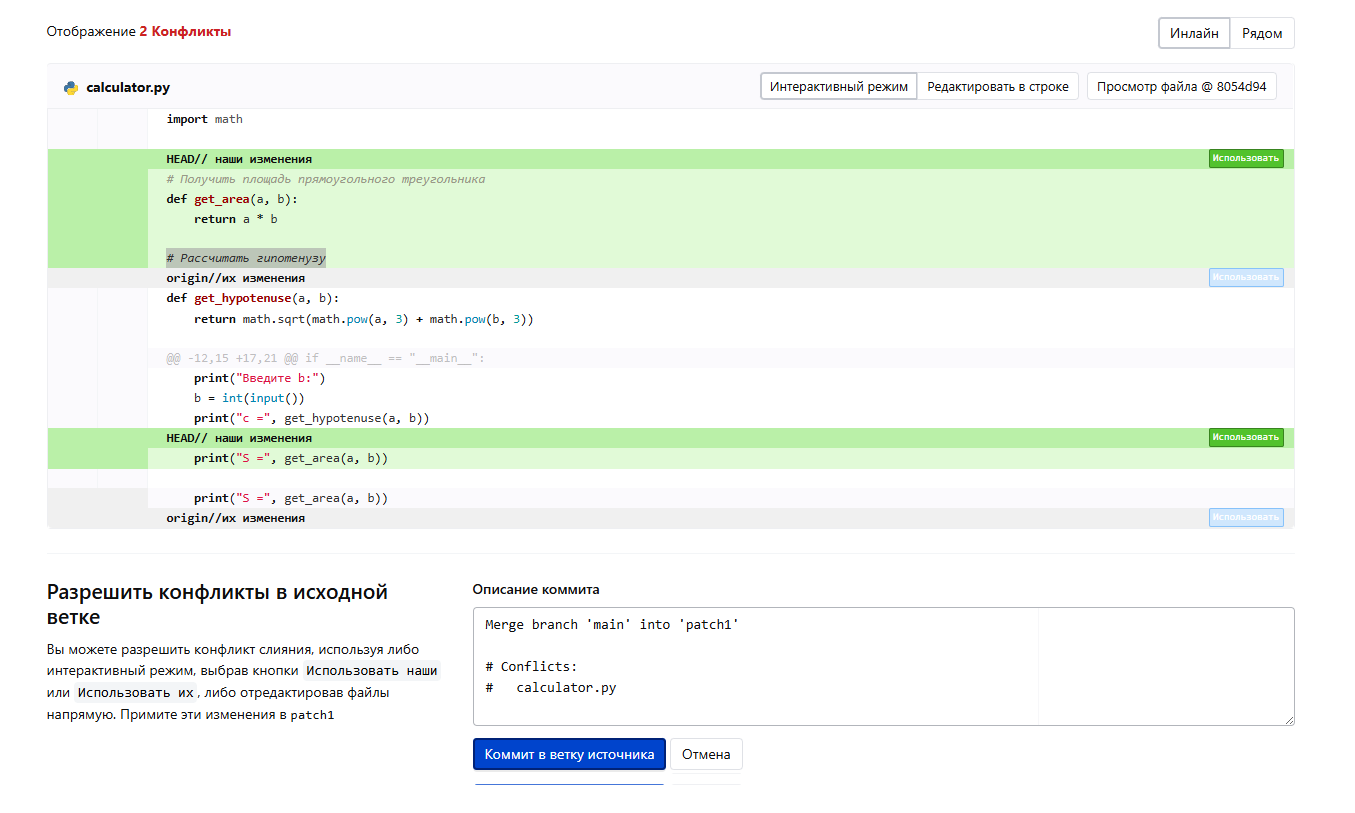 Отображение 2 Конфликты
Инлайн Рядом
calculator.py
Интерактивный режим Редактировать в строке Просмотр файла @ 8054d94
import math
HEAD// наши изменения Использовать
# Получить площадь прямоугольного треугольника
def get_area(a, b):
    return a * b
# Рассчитать гипотенузу
origin//их изменения Использовать
def get_hypotenuse(a, b):
    return math.sqrt(math.pow(a, 3) + math.pow(b, 3))
@@ -12,15 +17,21 @@ if __name__ == "__main__":
    print("Введите b:")
    b = int(input())
    print("c =", get_hypotenuse(a, b))
HEAD// наши изменения Использовать
    print("S =", get_area(a, b))
    print("S =", get_area(a, b))
origin//их изменения Использовать
Разрешить конфликты в исходной
ветке
Вы можете разрешить конфликт слияния, используя либо
интерактивный режим, выбрав кнопки Использовать наши
или Использовать их, либо отредактировав файлы
напрямую. Примите эти изменения в patch1
Описание коммита
Merge branch 'main' into 'patch1'
# Conflicts:
#   calculator.py
Коммит в ветку источника Отмена